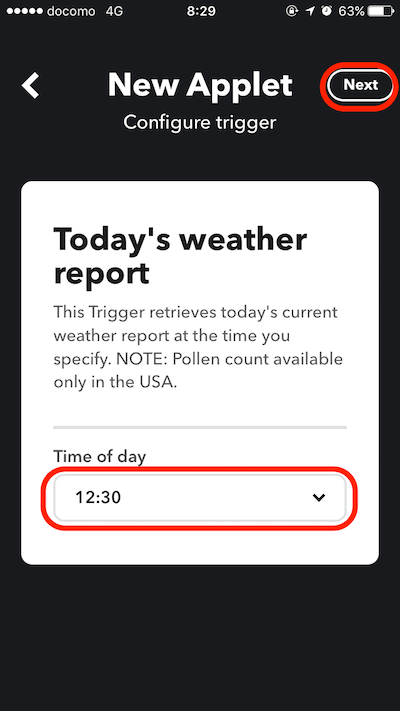 docomo 4G 8:29 63%
New Applet
Next
Configure trigger
Today's weather
report
This Trigger retrieves today's current
weather report at the time you
specify. NOTE: Pollen count available
only in the USA.
Time of day
12:30